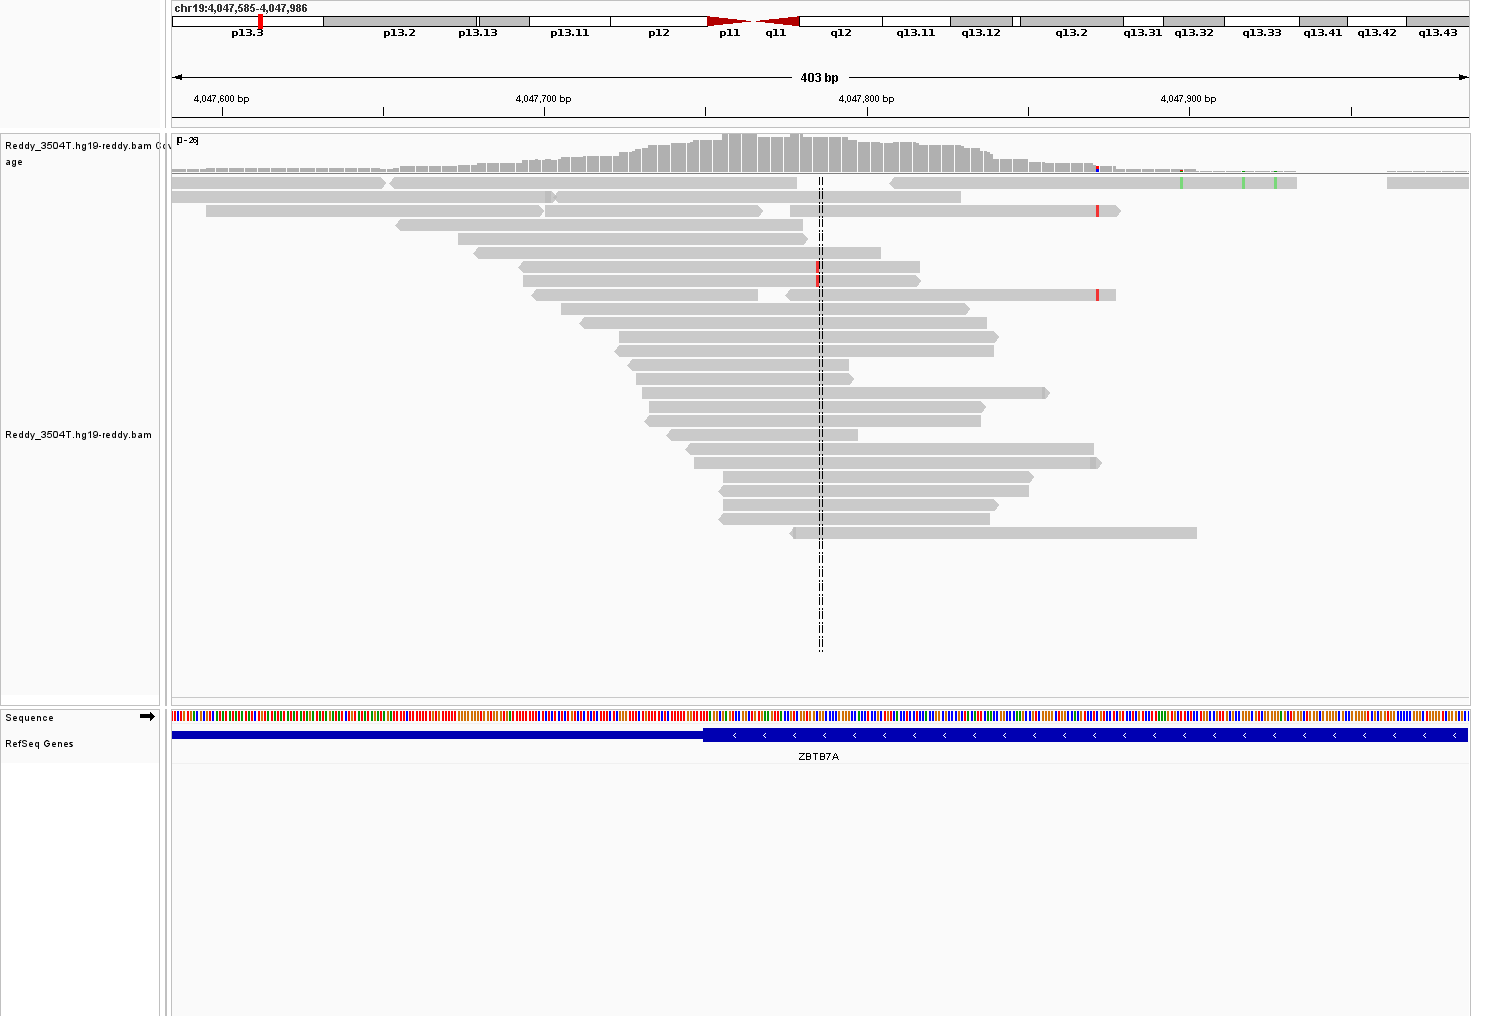 chr19:4,047,585-4,047,986
p13.3 p13.2 p13.13 p13.11 p12 p11 q11 q12 q13.11 q13.12 q13.2 q13.31 q13.32 q13.33 q13.41 q13.42 q13.43
403 bp
4,047,600 bp 4,047,700 bp 4,047,800 bp 4,047,900 bp
Reddy_3504T.hg19-reddy.bam Cov
age
[0-26]
Reddy_3504T.hg19-reddy.bam
Sequence
RefSeq Genes
ZBTB7A